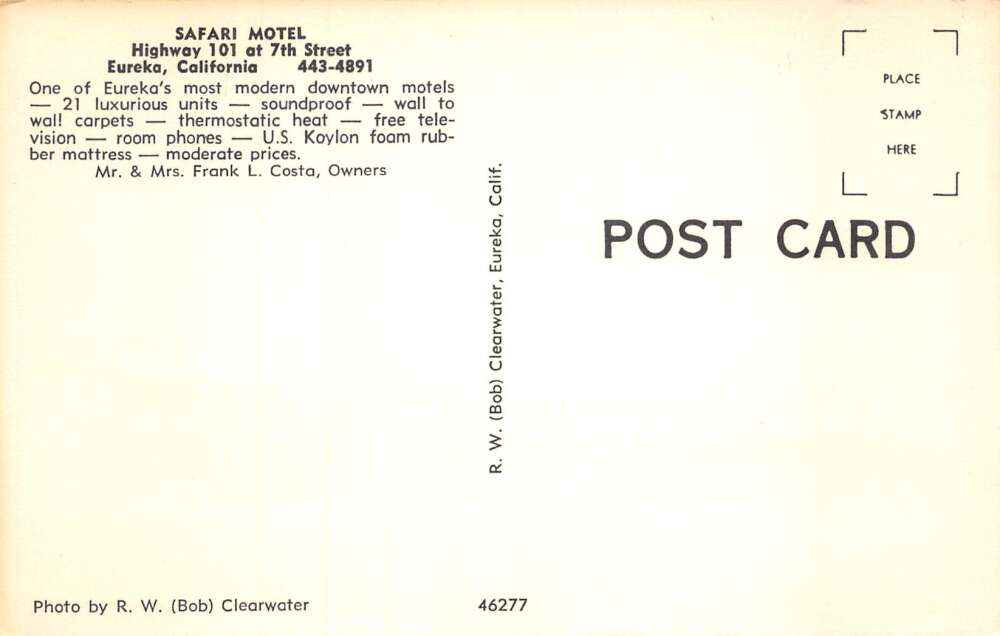 SAFARI MOTEL
Highway 101 at 7th Street
Eureka, California 443-4891
One of Eureka's most modern downtown motels
— 21 luxurious units — soundproof — wall to
wall carpets — thermostatic heat — free tele-
vision — room phones — U.S. Koylon foam rub-
ber mattress — moderate prices.
Mr. & Mrs. Frank L. Costa, Owners
R. W. (Bob) Clearwater, Eureka, Calif.
PLACE
STAMP
HERE
POST CARD
Photo by R. W. (Bob) Clearwater
46277